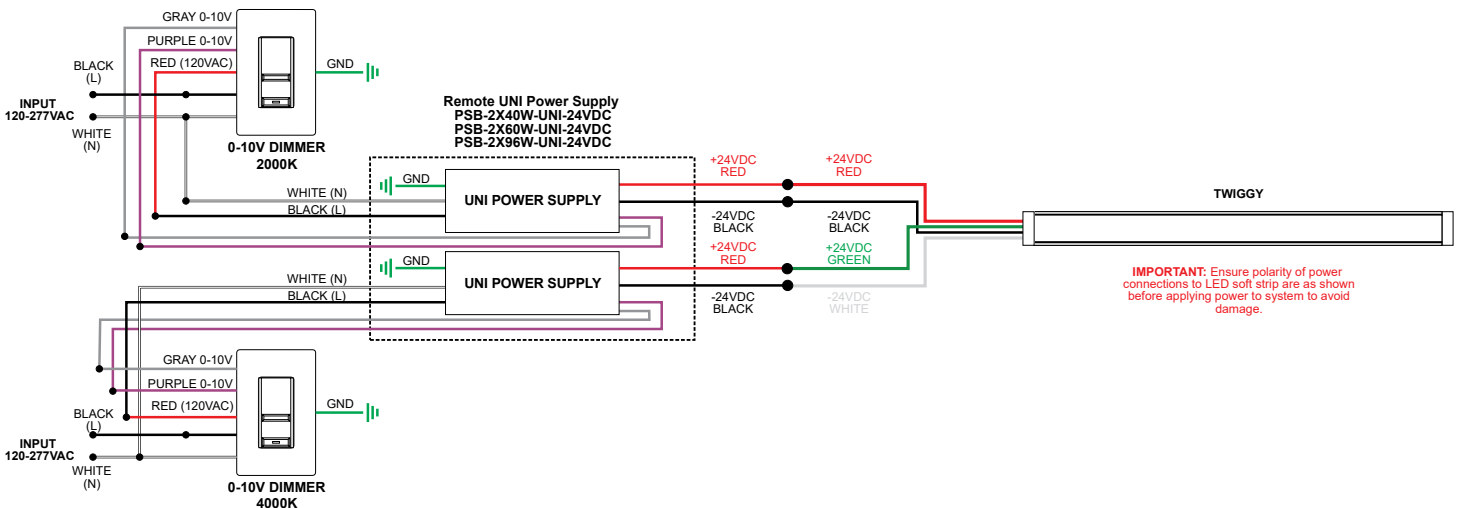 GRAY 0-10V
PURPLE 0-10V
RED (120VAC)
BLACK
(L)
INPUT
120-277VAC
WHITE
(N)
GND
0-10V DIMMER
2000K
Remote UNI Power Supply
PSB-2X40W-UNI-24VDC
PSB-2X60W-UNI-24VDC
PSB-2X96W-UNI-24VDC
GND
WHITE (N)
BLACK (L)
UNI POWER SUPPLY
+24VDC
RED
+24VDC
RED
-24VDC
BLACK
-24VDC
BLACK
TWIGGY
GND
WHITE (N)
BLACK (L)
UNI POWER SUPPLY
+24VDC
RED
+24VDC
GREEN
-24VDC
BLACK
-24VDC
WHITE
IMPORTANT: Ensure polarity of power
connections to LED soft strip are as shown
before applying power to system to avoid
damage.
GRAY 0-10V
PURPLE 0-10V
RED (120VAC)
BLACK
(L)
INPUT
120-277VAC
WHITE
(N)
GND
0-10V DIMMER
4000K